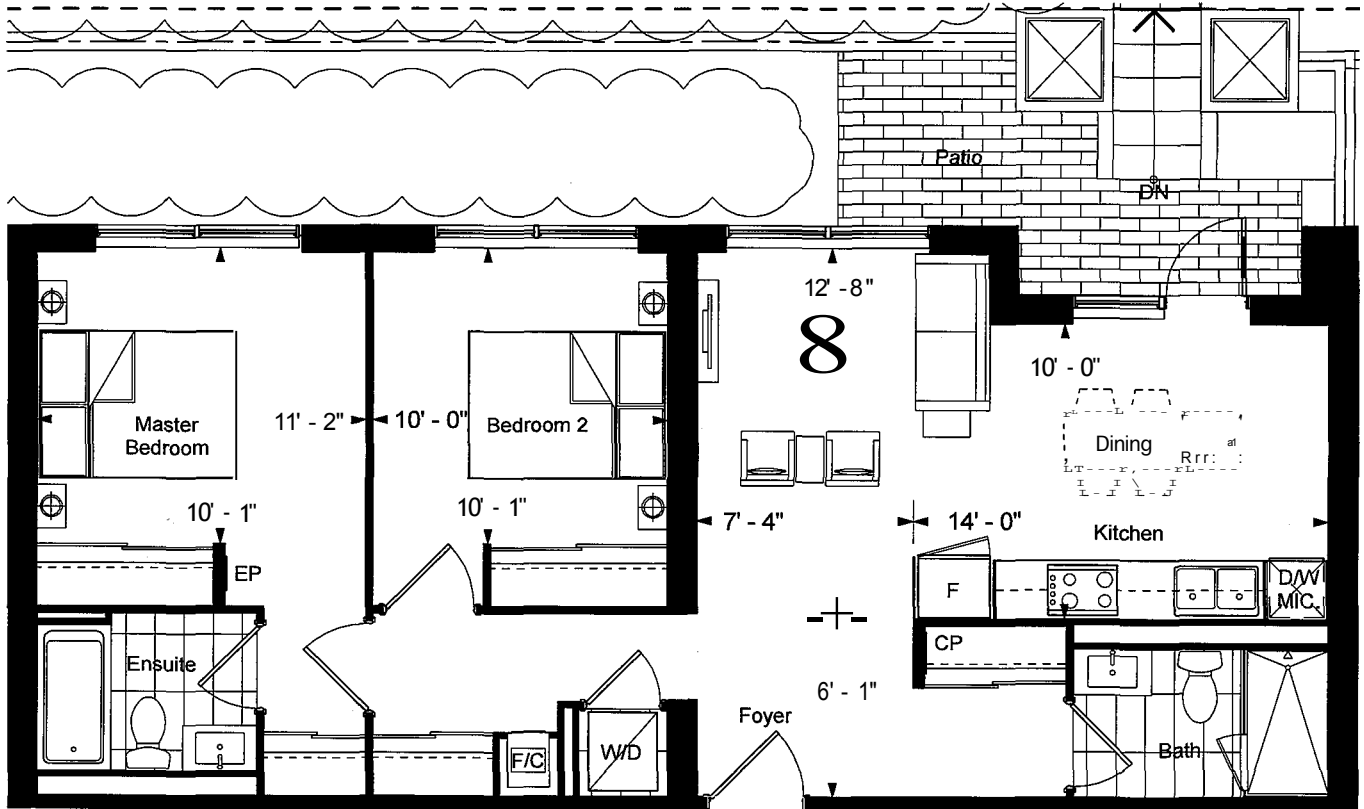 Patio
DN
12' - 8"
8
10' - 0"
Master
Bedroom
11' - 2"
10' - 0"
Bedroom 2
Dining
10' - 1"
10' - 1"
7' - 4"
14' - 0"
Kitchen
EP
F
D/W
MIC.
CP
Ensuite
6' - 1"
Foyer
F/C
W/D
Bath